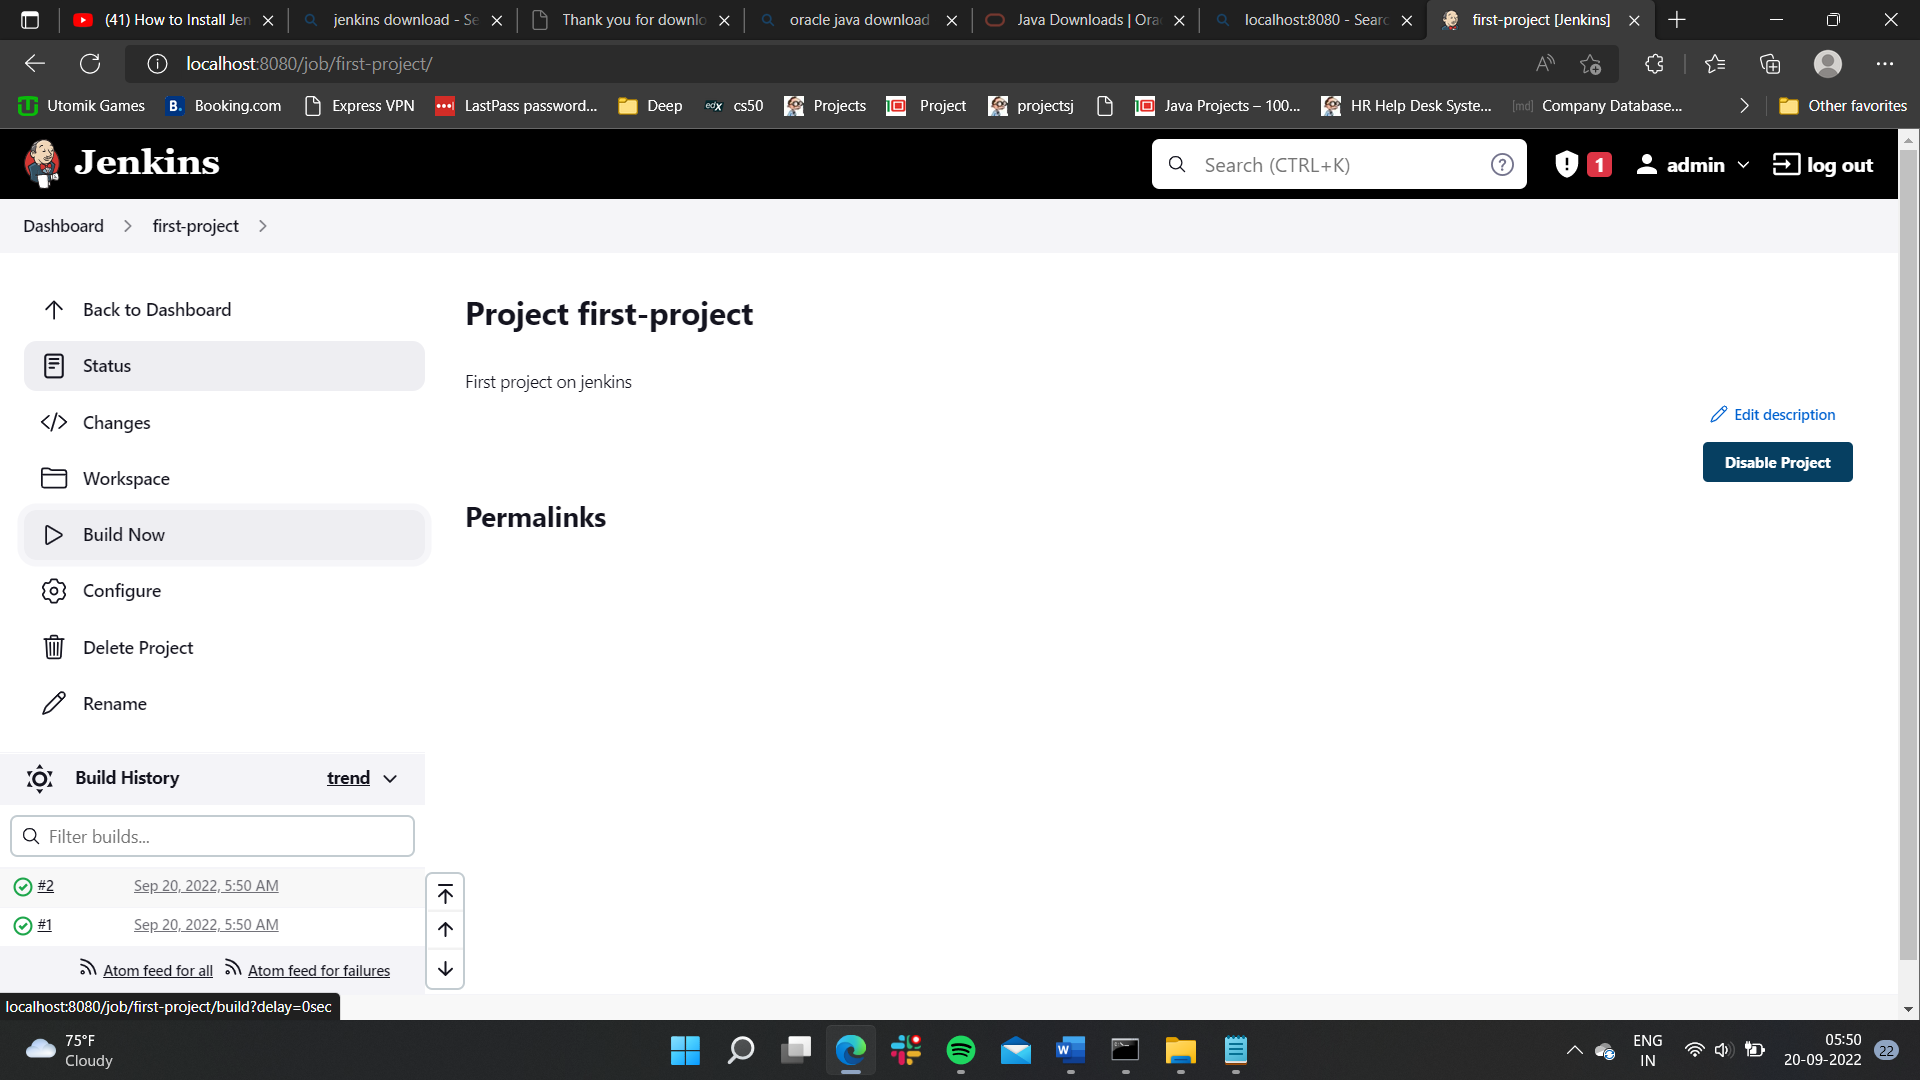 (41) How to Install Jen
jenkins download - Se
Thank you for downlo
oracle java download
Java Downloads | Ora
localhost:8080 - Searc
first-project [Jenkins]
localhost:8080/job/first-project/
Utomik Games
B.
Booking.com
Express VPN
LastPass password...
Deep
edx
cs50
Projects
Project
projectsj
Java Projects – 100...
HR Help Desk Syste...
[md]
Company Database...
Other favorites
Jenkins
Search (CTRL+K)
?
1
admin
log out
Dashboard
first-project
Back to Dashboard
Status
Changes
Workspace
Build Now
Configure
Delete Project
Rename
Project first-project
First project on jenkins
Edit description
Disable Project
Permalinks
Build History
trend
Filter builds...
#2
Sep 20, 2022, 5:50 AM
#1
Sep 20, 2022, 5:50 AM
Atom feed for all
Atom feed for failures
localhost:8080/job/first-project/build?delay=0sec
75°F
Cloudy
ENG
IN
05:50
20-09-2022
22